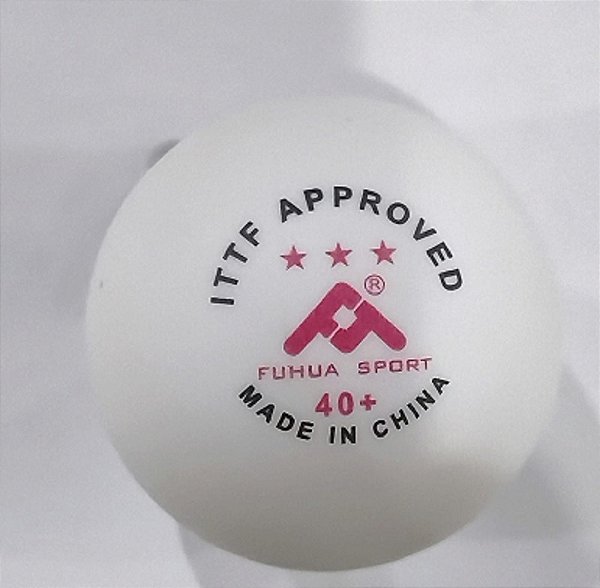 ITTF APPROVED
★ ★ ★
®
FUHUA SPORT
40+
MADE IN CHINA